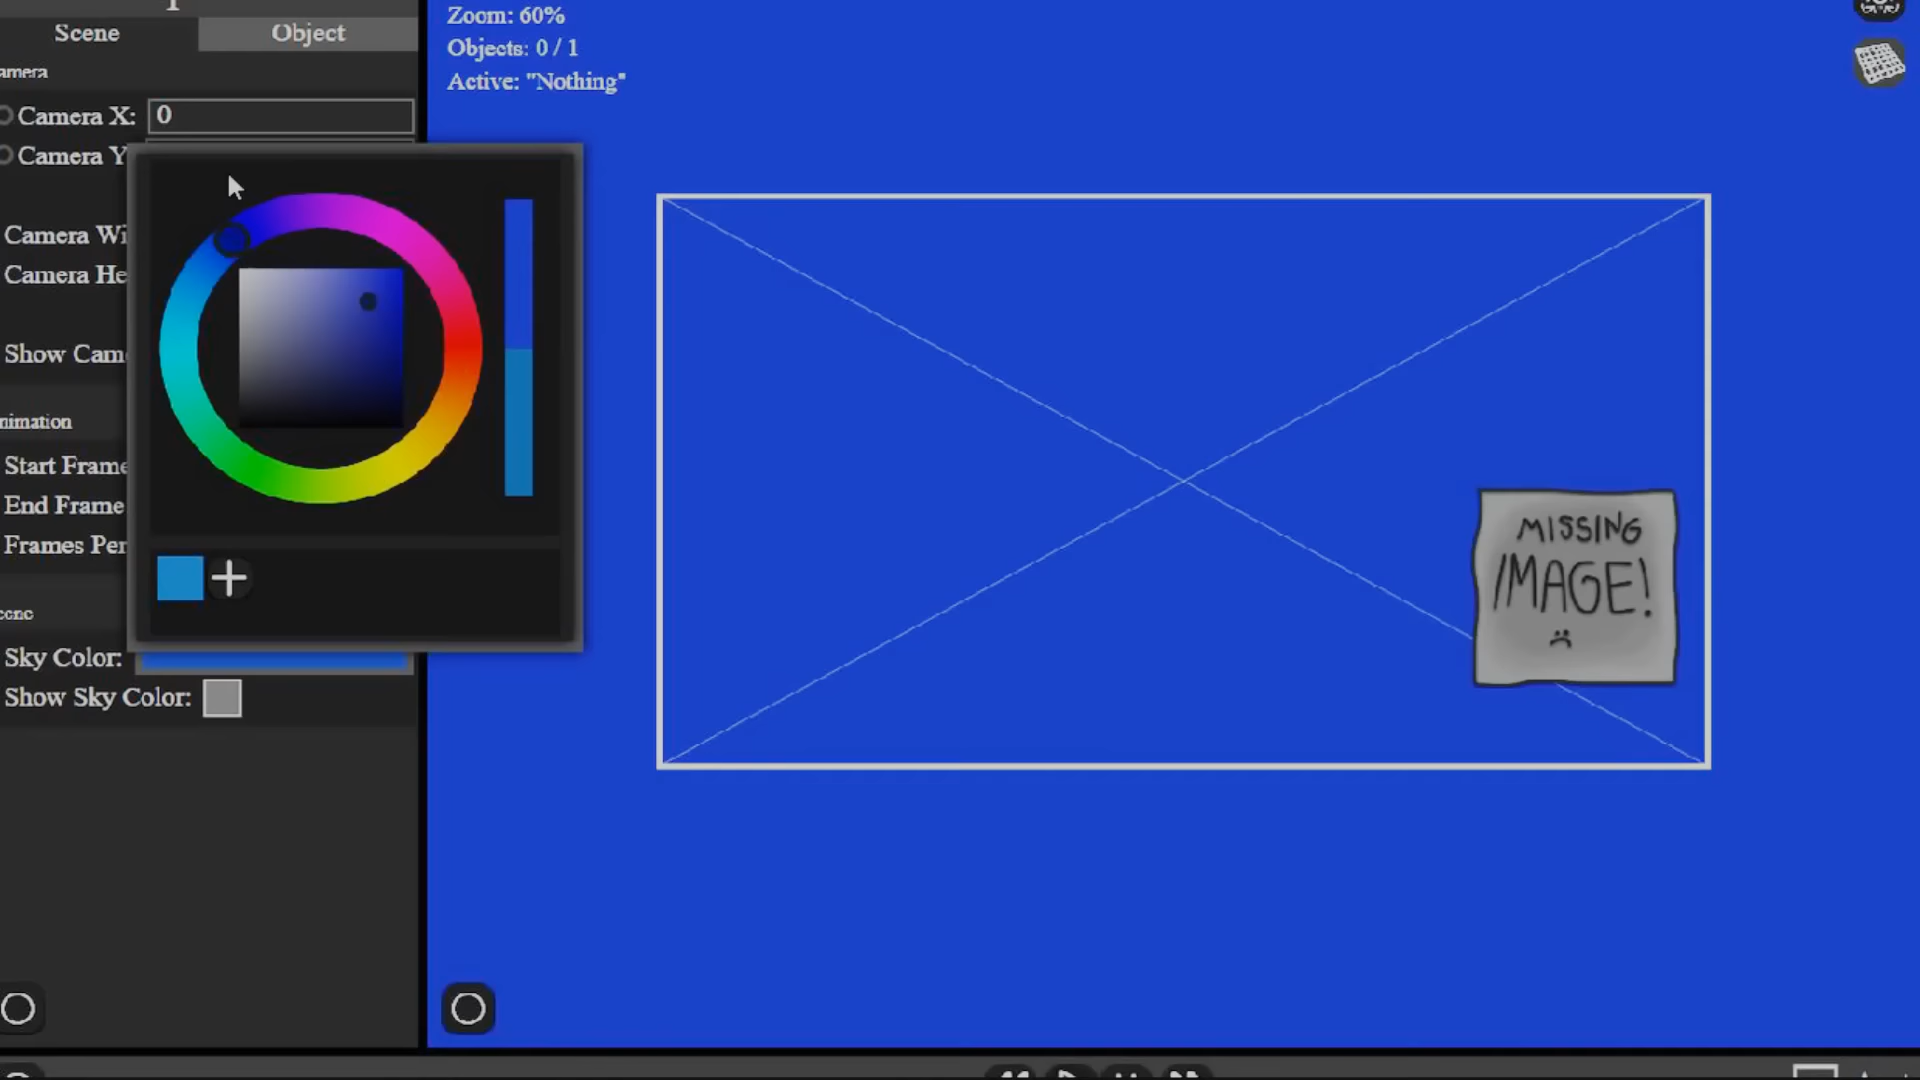 Scene
Object
Zoom: 60%
Objects: 0 / 1
Active: "Nothing"
amera
Camera X: 0
Camera Y
Camera Wi
Camera He
Show Cam
nimation
Start Frame
End Frame
Frames Per
cene
Sky Color:
Show Sky Color:
MISSING
IMAGE!